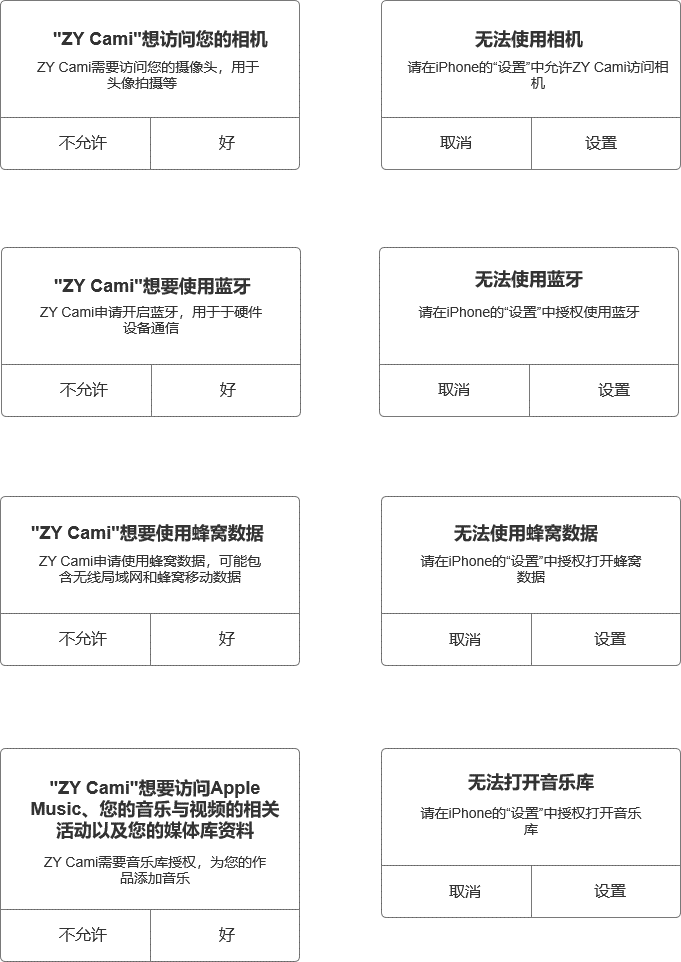 "ZY Cami"想访问您的相机
ZY Cami需要访问您的摄像头，用于
头像拍摄等
不允许
好
无法使用相机
请在iPhone的“设置”中允许ZY Cami访问相
机
取消
设置
"ZY Cami"想要使用蓝牙
ZY Cami申请开启蓝牙，用于于硬件
设备通信
不允许
好
无法使用蓝牙
请在iPhone的“设置”中授权使用蓝牙
取消
设置
"ZY Cami"想要使用蜂窝数据
ZY Cami申请使用蜂窝数据，可能包
含无线局域网和蜂窝移动数据
不允许
好
无法使用蜂窝数据
请在iPhone的“设置”中授权打开蜂窝
数据
取消
设置
"ZY Cami"想要访问Apple
Music、您的音乐与视频的相关
活动以及您的媒体库资料
ZY Cami需要音乐库授权，为您的作
品添加音乐
不允许
好
无法打开音乐库
请在iPhone的“设置”中授权打开音乐
库
取消
设置